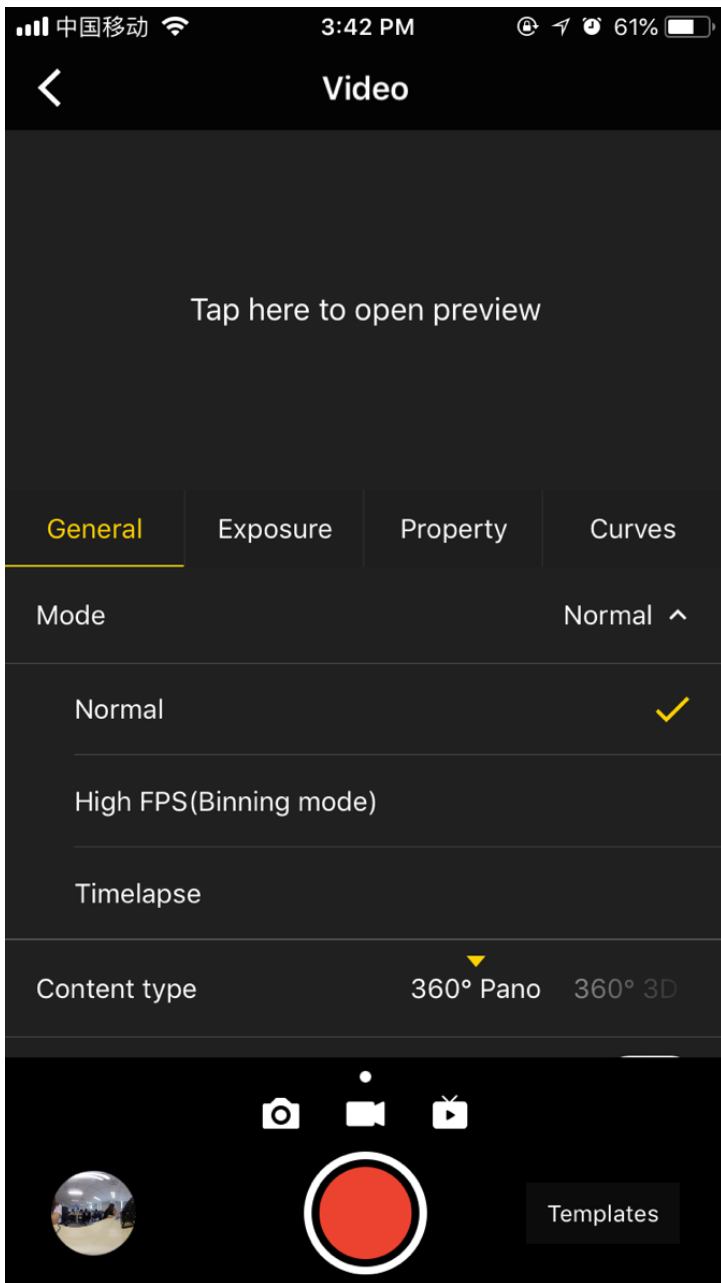 中国移动 3:42 PM 61%
Video
Tap here to open preview
General Exposure Property Curves
Mode Normal
Normal
High FPS(Binning mode)
Timelapse
Content type 360° Pano 360° 3D
Templates